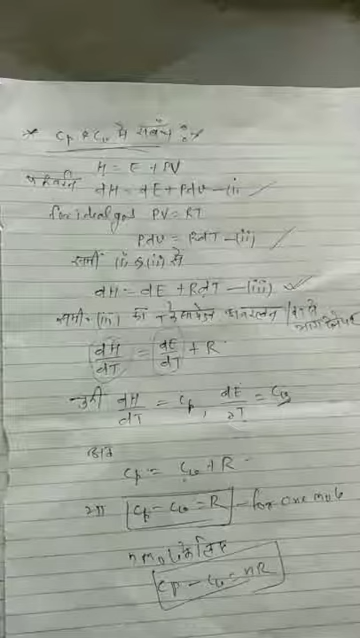 * Cp व Cv में संबंध :-
H = E + PV
dH = dE + PdV -(i)
for ideal gas PV = RT
PdV = RdT -(ii)
समी (i) व (ii) से
dH = dE + RdT -(iii)
समी. (iii) का T के सापेक्ष अवकलन
dH/dT = dE/dT + R
चूंकि dH/dT = Cp, dE/dT = Cv
अतः
Cp = Cv + R
या Cp - Cv = R - for one mole
n mole के लिए
Cp - Cv = nR